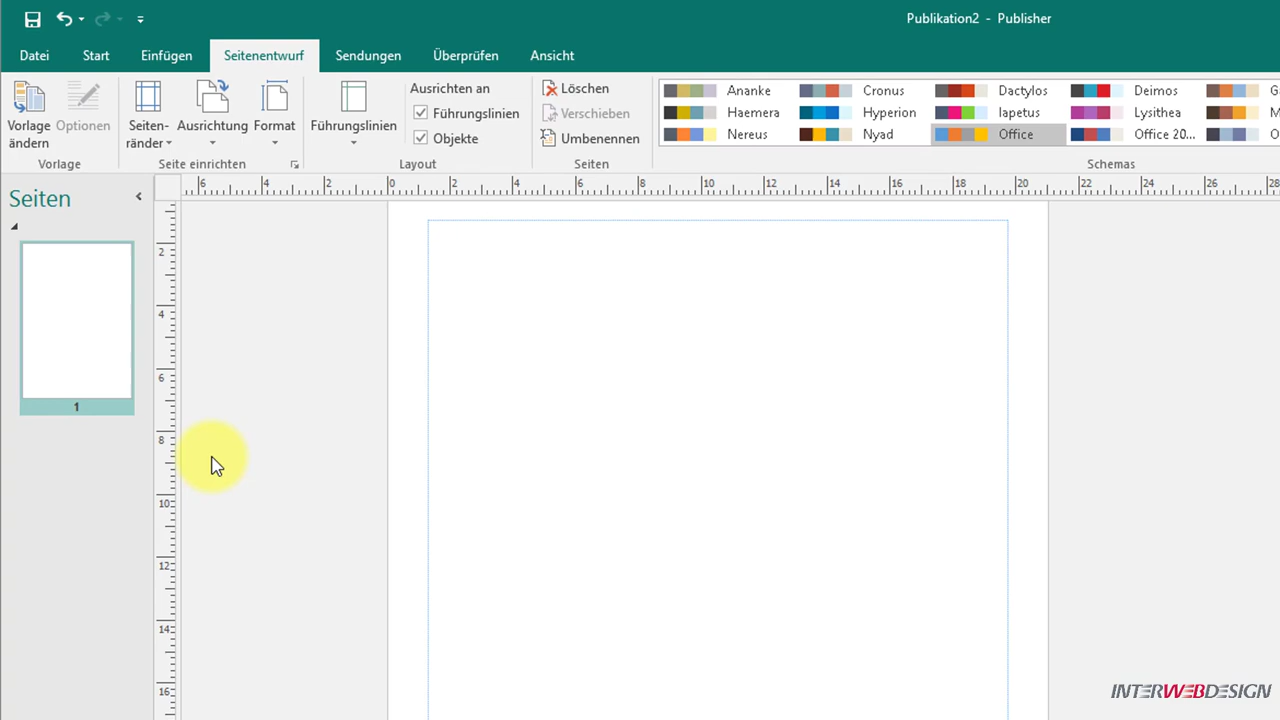 Publikation2 - Publisher
Datei Start Einfügen Seitenentwurf Sendungen Überprüfen Ansicht
Vorlage ändern
Optionen
Vorlage
Seiten-
ränder
Ausrichtung
Format
Seite einrichten
Führungslinien
Ausrichten an
Führungslinien
Objekte
Layout
Löschen
Verschieben
Umbenennen
Seiten
Ananke Cronus Dactylos Deimos
Haemera Hyperion Iapetus Lysithea
Nereus Nyad Office Office 20...
Schemas
6 4 2 0 2 4 6 8 10 12 14 16 18 20 22 24 26 28
Seiten
1
2
4
6
8
10
12
14
16
INTERWEBDESIGN